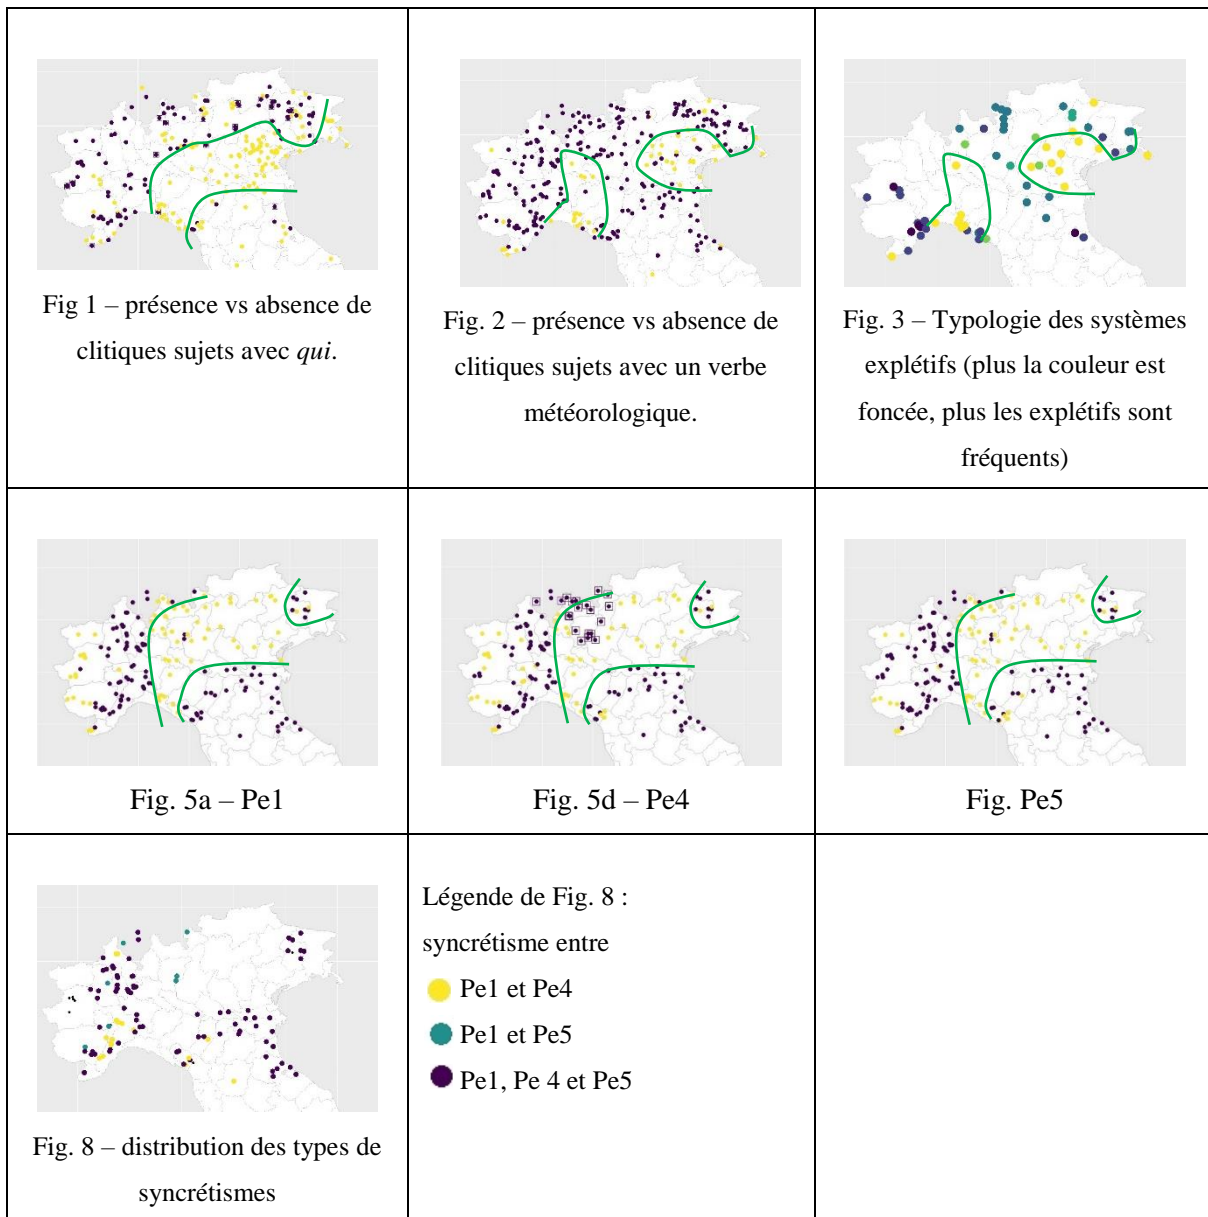 Fig 1 – présence vs absence de
clitiques sujets avec qui.
Fig. 2 – présence vs absence de
clitiques sujets avec un verbe
météorologique.
Fig. 3 – Typologie des systèmes
explétifs (plus la couleur est
foncée, plus les explétifs sont
fréquents)
Fig. 5a – Pe1
Fig. 5d – Pe4
Fig. Pe5
Fig. 8 – distribution des types de
syncrétismes
Légende de Fig. 8 :
syncrétisme entre
Pe1 et Pe4
Pe1 et Pe5
Pe1, Pe 4 et Pe5